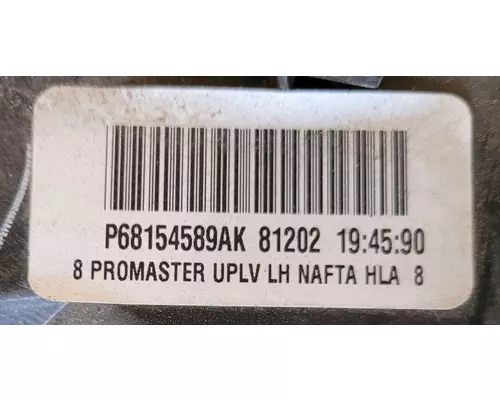 P68154589AK 81202 19:45:90
8 PROMASTER UPLV LH NAFTA HLA 8